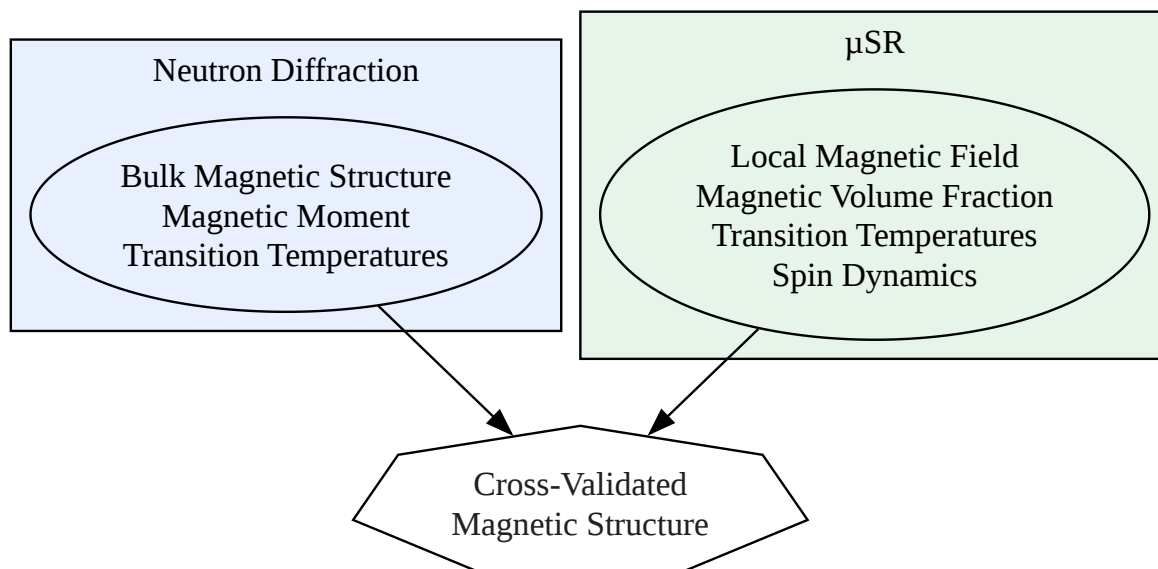 Neutron Diffraction
Bulk Magnetic Structure
Magnetic Moment
Transition Temperatures
µSR
Local Magnetic Field
Magnetic Volume Fraction
Transition Temperatures
Spin Dynamics
Cross-Validated
Magnetic Structure